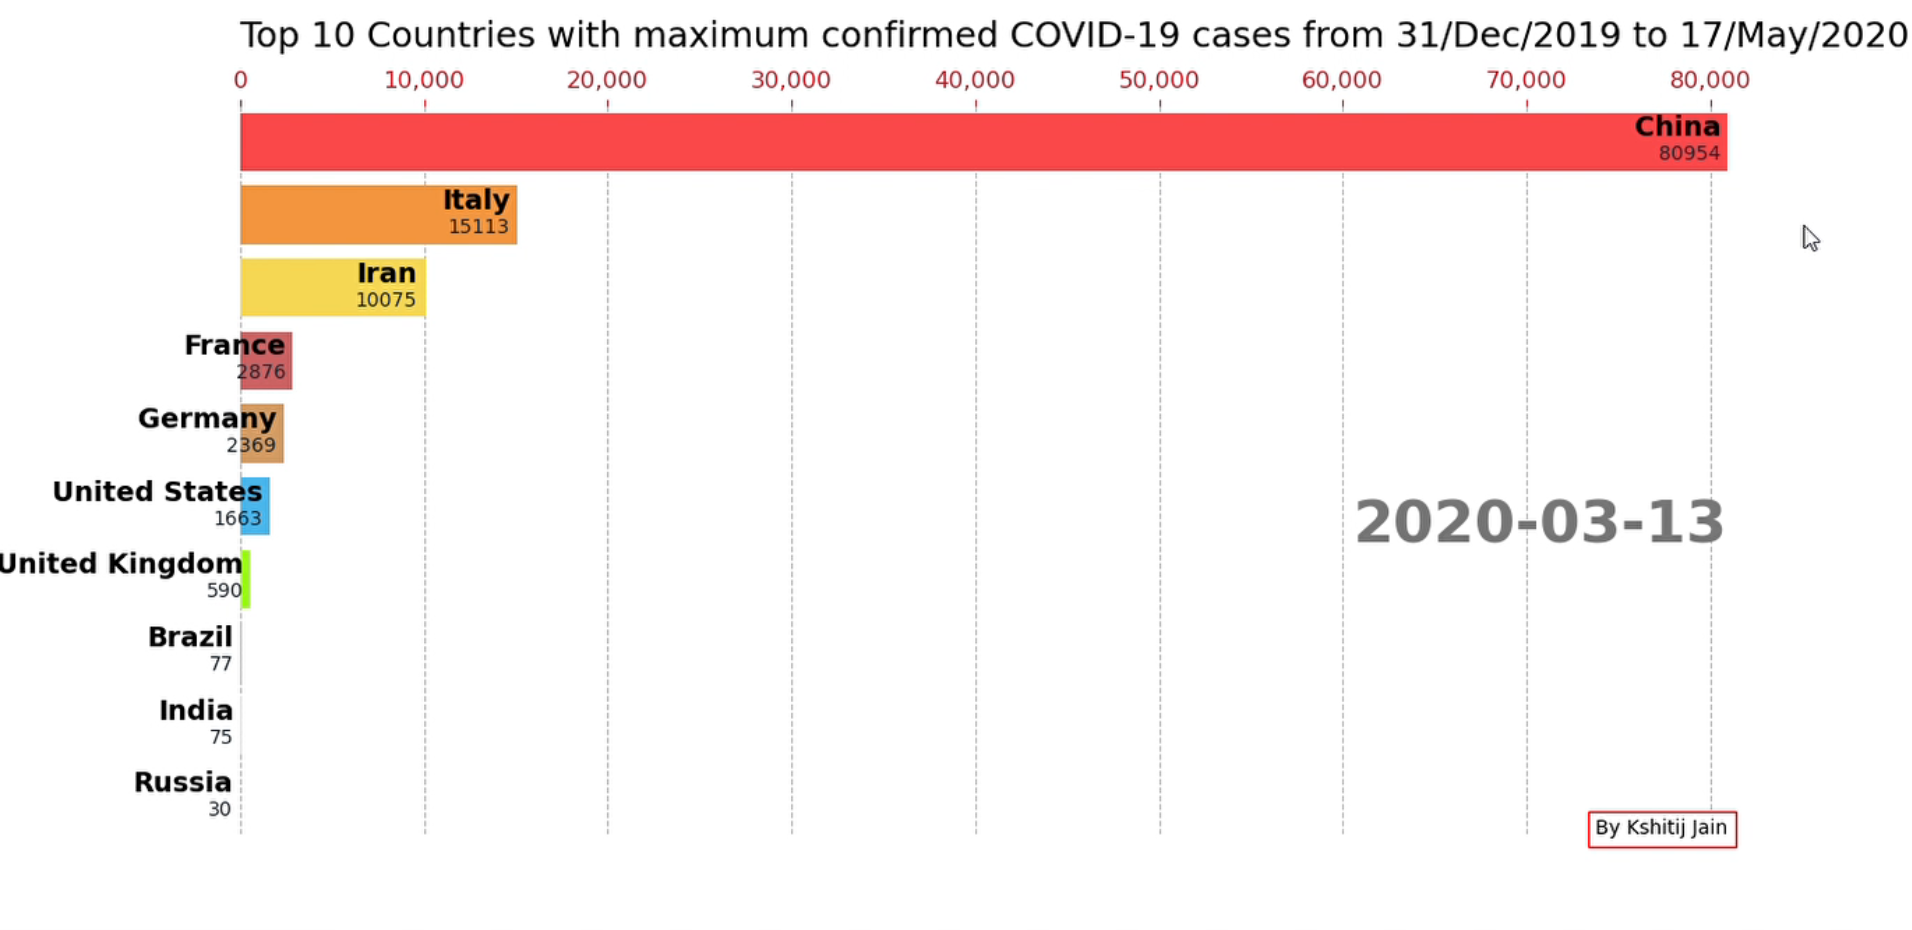 Top 10 Countries with maximum confirmed COVID-19 cases from 31/Dec/2019 to 17/May/2020
0 10,000 20,000 30,000 40,000 50,000 60,000 70,000 80,000
China
80954
Italy
15113
Iran
10075
France
2876
Germany
2369
United States
1663
2020-03-13
United Kingdom
590
Brazil
77
India
75
Russia
30
By Kshitij Jain